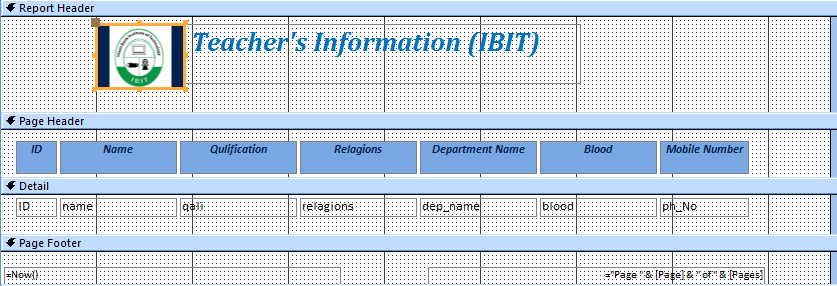 Report Header
Teacher's Information (IBIT)
IBIT
Page Header
ID Name Qulification Relagions Department Name Blood Mobile Number
Detail
ID name qali relagions dep_name blood ph_No
Page Footer
=Now() ="Page " & [Page] & " of " & [Pages]